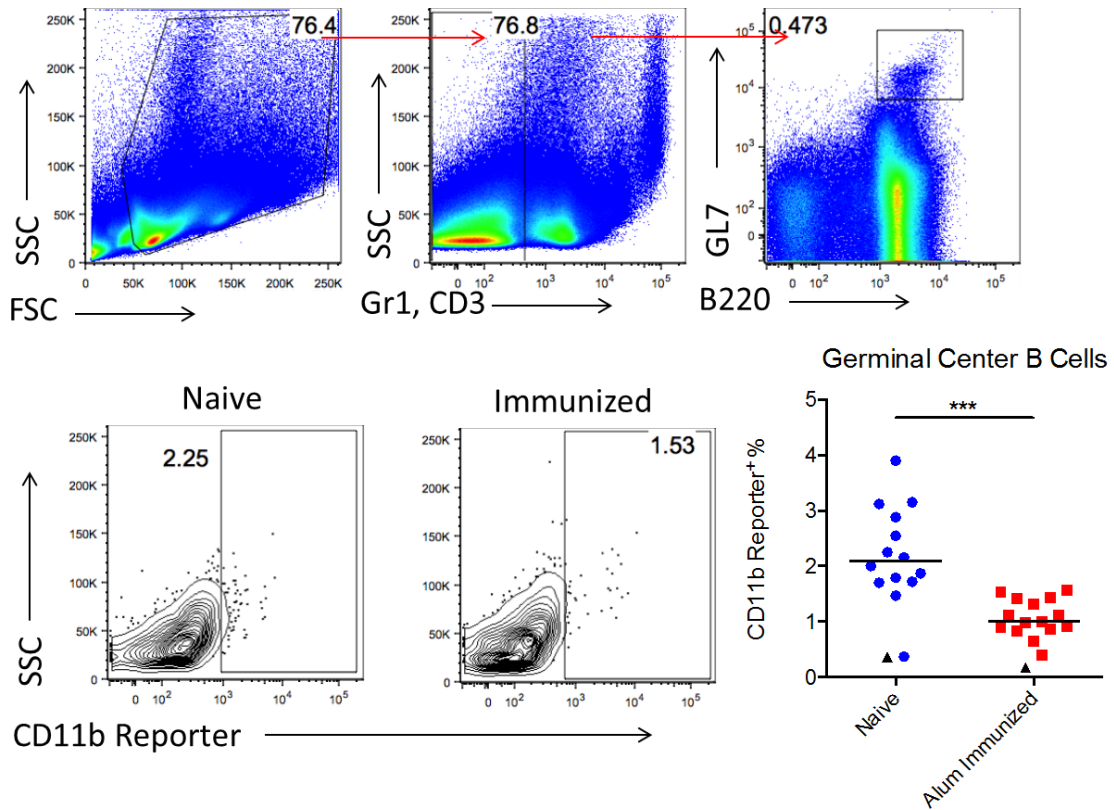 250K
200K
150K
100K
50K
0
76.4
SSC
0 50K 100K 150K 200K 250K
FSC
250K
200K
150K
100K
50K
0
76.8
SSC
0 10² 10³ 10⁴ 10⁵
Gr1, CD3
10⁵
10⁴
10³
10²
0
0.473
GL7
0 10² 10³ 10⁴ 10⁵
B220
Naive
250K
200K
150K
100K
50K
0
2.25
SSC
0 10² 10³ 10⁴ 10⁵
Immunized
250K
200K
150K
100K
50K
0
1.53
0 10² 10³ 10⁴ 10⁵
CD11b Reporter
Germinal Center B Cells
5
4
3
2
1
0
***
CD11b Reporter⁺ %
Naive
Alum Immunized